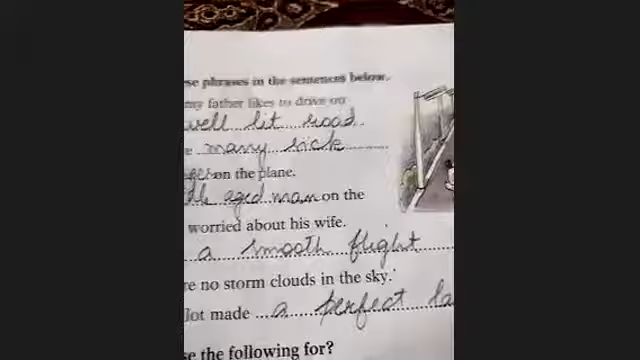 se phrases in the sentences below.
my father likes to drive on
well lit road
e many sick
on the plane.
aged man on the
worried about his wife.
a smooth flight
re no storm clouds in the sky.
lot made a perfect la
se the following for?